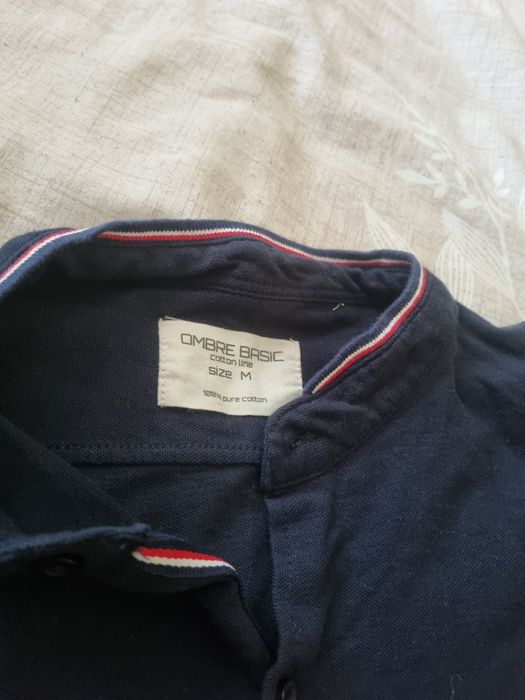 OMBRE BASIC
cotton line
size M
100% pure cotton